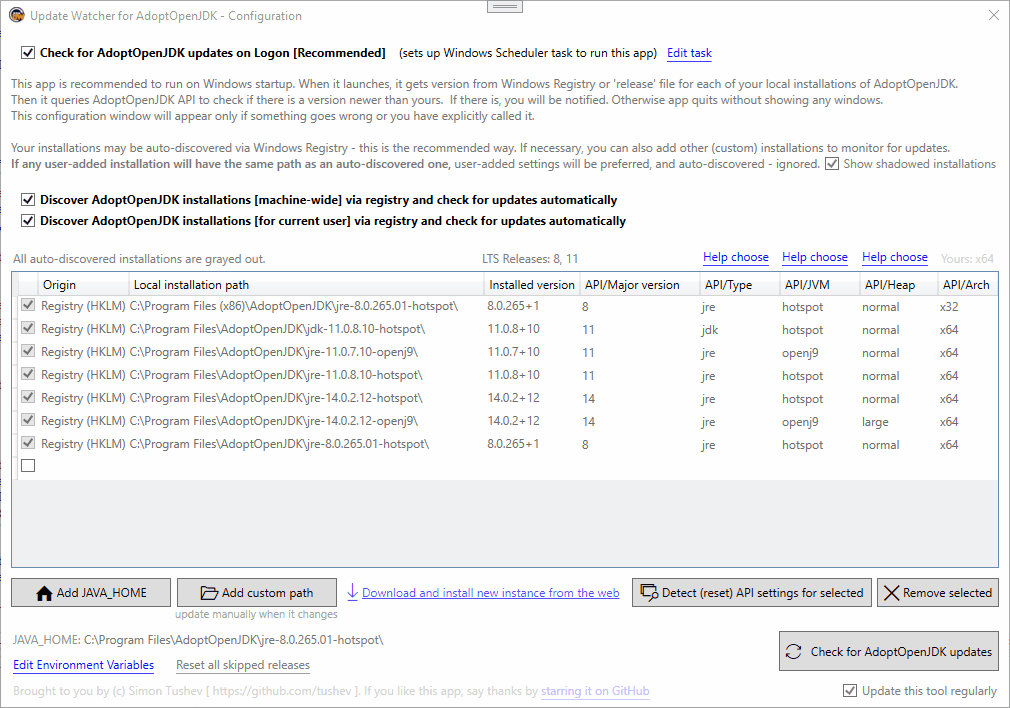 Update Watcher for AdoptOpenJDK - Configuration
Check for AdoptOpenJDK updates on Logon [Recommended] (sets up Windows Scheduler task to run this app) Edit task
This app is recommended to run on Windows startup. When it launches, it gets version from Windows Registry or 'release' file for each of your local installations of AdoptOpenJDK.
Then it queries AdoptOpenJDK API to check if there is a version newer than yours. If there is, you will be notified. Otherwise app quits without showing any windows.
This configuration window will appear only if something goes wrong or you have explicitly called it.
Your installations may be auto-discovered via Windows Registry - this is the recommended way. If necessary, you can also add other (custom) installations to monitor for updates.
If any user-added installation will have the same path as an auto-discovered one, user-added settings will be preferred, and auto-discovered - ignored. Show shadowed installations
Discover AdoptOpenJDK installations [machine-wide] via registry and check for updates automatically
Discover AdoptOpenJDK installations [for current user] via registry and check for updates automatically
All auto-discovered installations are grayed out. LTS Releases: 8, 11 Help choose Help choose Help choose Yours: x64
Origin Local installation path Installed version API/Major version API/Type API/JVM API/Heap API/Arch
Registry (HKLM) C:\Program Files (x86)\AdoptOpenJDK\jre-8.0.265.01-hotspot\ 8.0.265+1 8 jre hotspot normal x32
Registry (HKLM) C:\Program Files\AdoptOpenJDK\jdk-11.0.8.10-hotspot\ 11.0.8+10 11 jdk hotspot normal x64
Registry (HKLM) C:\Program Files\AdoptOpenJDK\jre-11.0.7.10-openj9\ 11.0.7+10 11 jre openj9 normal x64
Registry (HKLM) C:\Program Files\AdoptOpenJDK\jre-11.0.8.10-hotspot\ 11.0.8+10 11 jre hotspot normal x64
Registry (HKLM) C:\Program Files\AdoptOpenJDK\jre-14.0.2.12-hotspot\ 14.0.2+12 14 jre hotspot normal x64
Registry (HKLM) C:\Program Files\AdoptOpenJDK\jre-14.0.2.12-openj9\ 14.0.2+12 14 jre openj9 large x64
Registry (HKLM) C:\Program Files\AdoptOpenJDK\jre-8.0.265.01-hotspot\ 8.0.265+1 8 jre hotspot normal x64
Add JAVA_HOME Add custom path Download and install new instance from the web Detect (reset) API settings for selected Remove selected
update manually when it changes
JAVA_HOME: C:\Program Files\AdoptOpenJDK\jre-8.0.265.01-hotspot\
Check for AdoptOpenJDK updates
Edit Environment Variables Reset all skipped releases
Brought to you by (c) Simon Tushev [ https://github.com/tushev ]. If you like this app, say thanks by starring it on GitHub Update this tool regularly